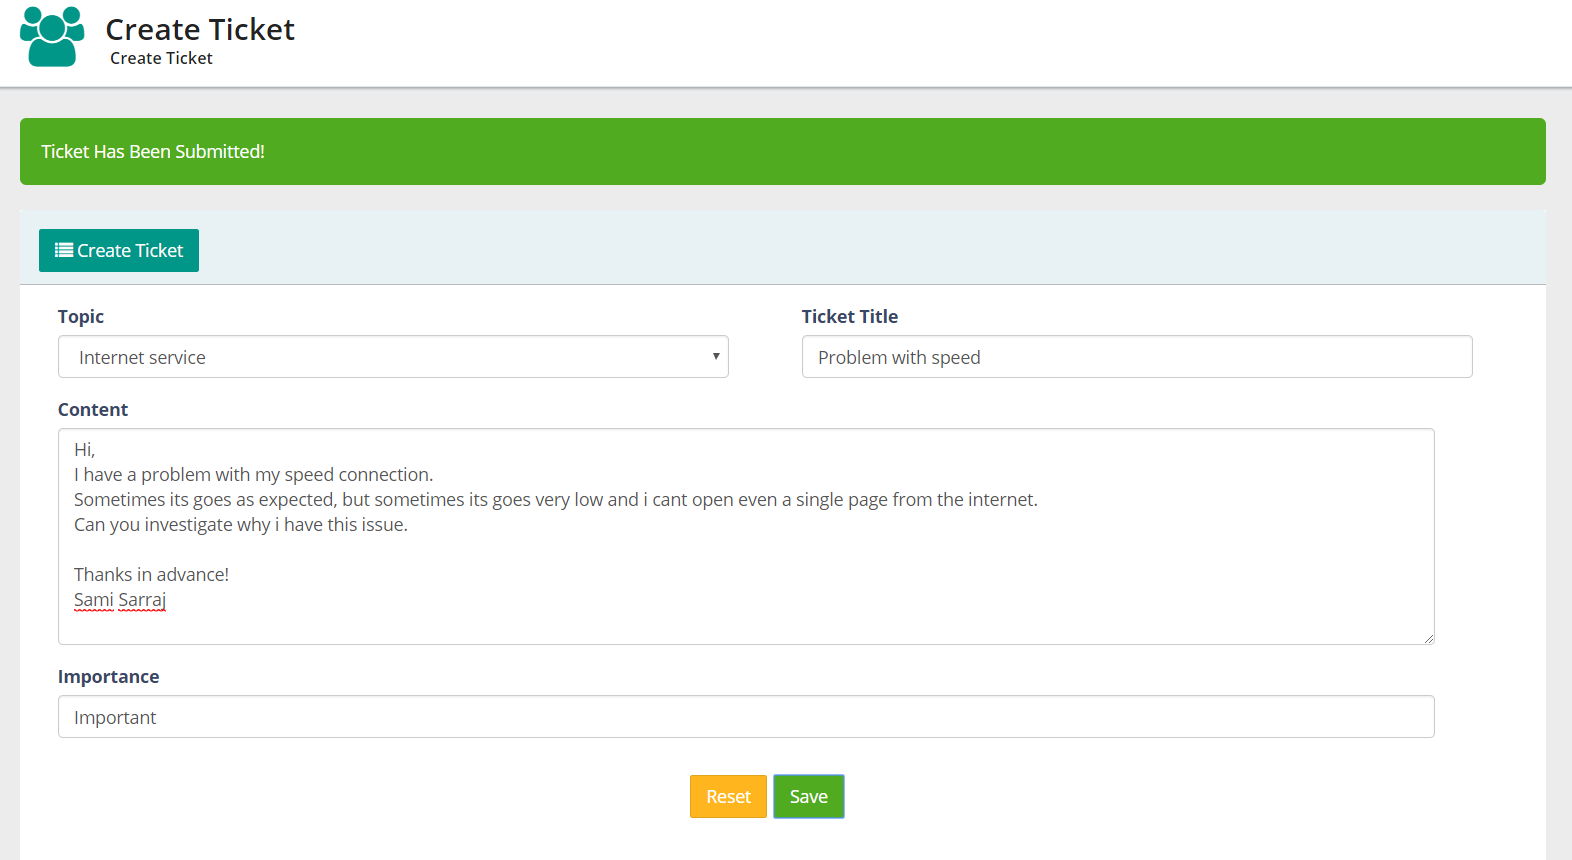 Create Ticket
Create Ticket
Ticket Has Been Submitted!
Create Ticket
Topic
Ticket Title
Internet service
Problem with speed
Content
Hi,
I have a problem with my speed connection.
Sometimes its goes as expected, but sometimes its goes very low and i cant open even a single page from the internet.
Can you investigate why i have this issue.
Thanks in advance!
Sami Sarraj
Importance
Important
Reset
Save